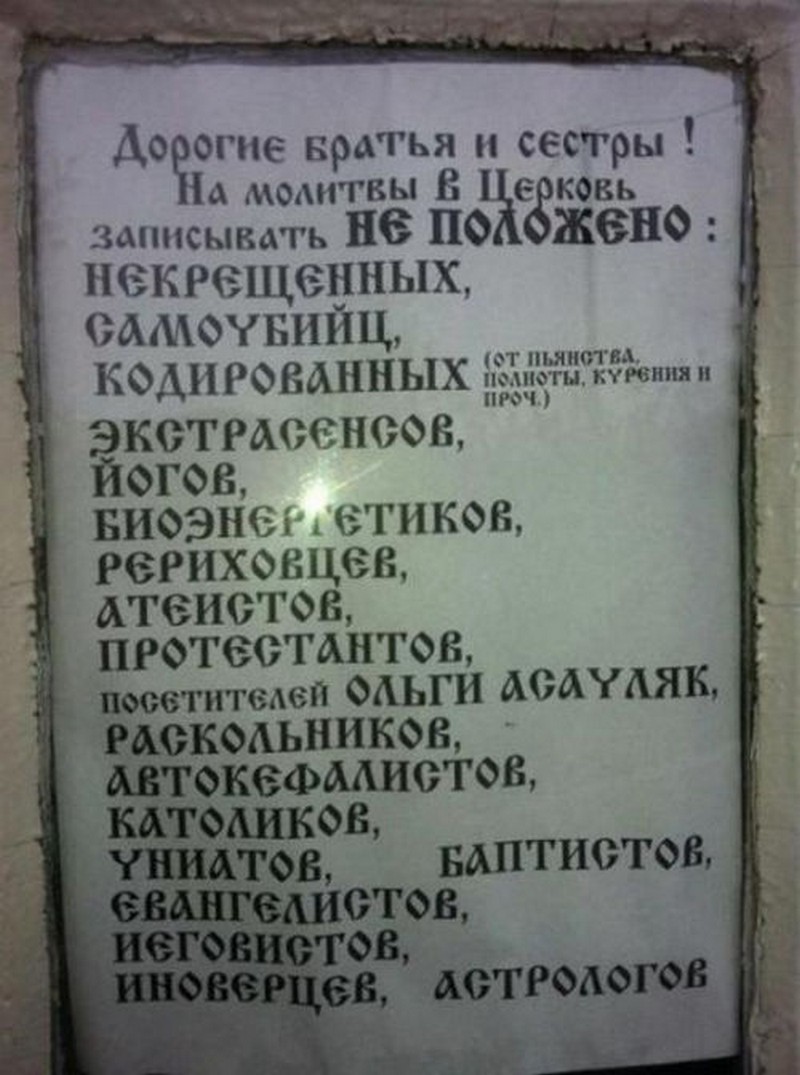 Дорогие братья и сестры !
На молитвы в Церковь
записывать НЕ ПОЛОЖЕНО :
НЕКРЕЩЕННЫХ,
САМОУБИЙЦ,
КОДИРОВАННЫХ (ОТ ПЬЯНСТВА,
ПОЛНОТЫ, КУРЕНИЯ И
ПРОЧ.)
ЭКСТРАСЕНСОВ,
ЙОГОВ,
БИОЭНЕРГЕТИКОВ,
РЕРИХОВЦЕВ,
АТЕИСТОВ,
ПРОТЕСТАНТОВ,
посетителей ОЛЬГИ АСАУЛЯК,
РАСКОЛЬНИКОВ,
АВТОКЕФАЛИСТОВ,
КАТОЛИКОВ,
УНИАТОВ, БАПТИСТОВ,
ЕВАНГЕЛИСТОВ,
ИЕГОВИСТОВ,
ИНОВЕРЦЕВ, АСТРОЛОГОВ